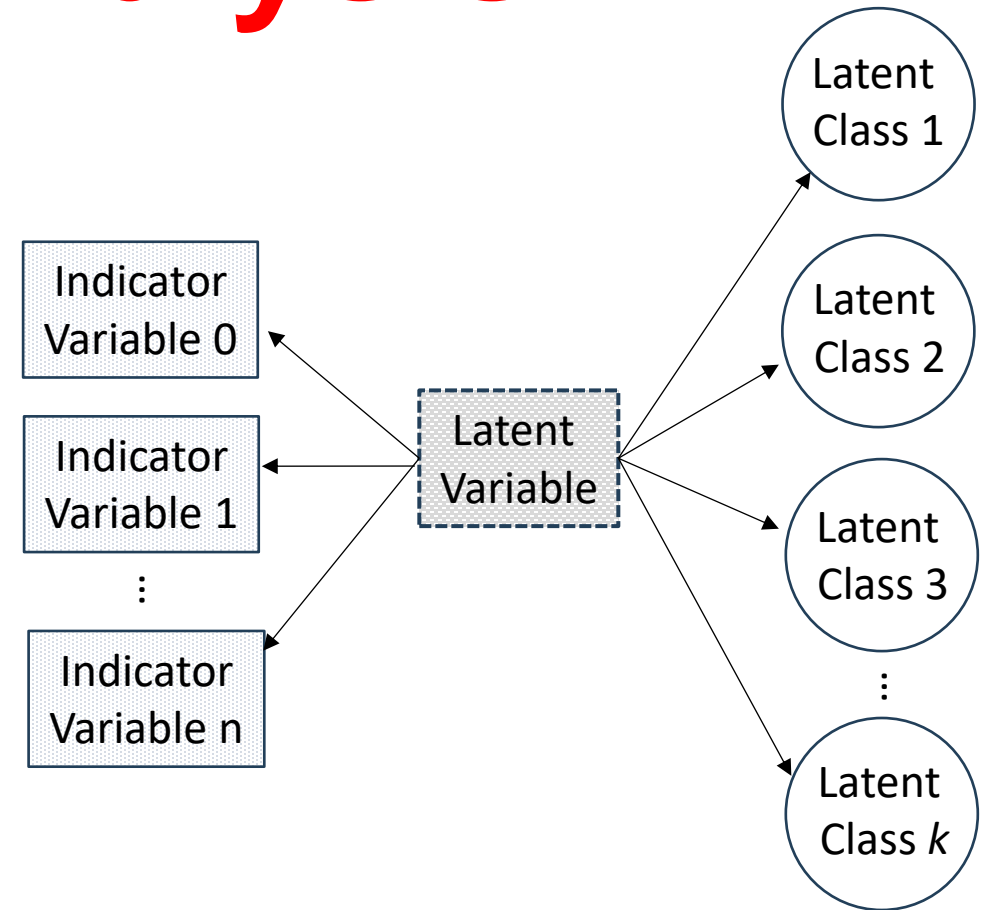 Indicator
Variable 0
Indicator
Variable 1
...
Indicator
Variable n
Latent
Variable
Latent
Class 1
Latent
Class 2
Latent
Class 3
...
Latent
Class k